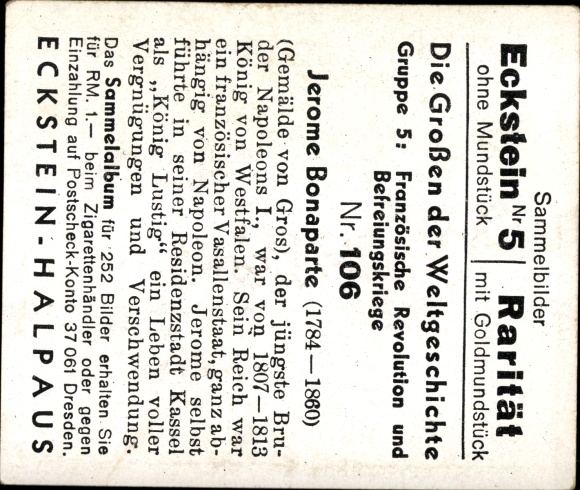 Sammelbilder
Eckstein Nr 5 | Rarität
ohne Mundstück | mit Goldmundstück
Die Großen der Weltgeschichte
Gruppe 5: Französische Revolution und
Befreiungskriege
Nr. 106
Jerome Bonaparte (1784—1860)
(Gemälde von Gros), der jüngste Bru-
der Napoleons I., war von 1807—1813
König von Westfalen. Sein Reich war
ein französischer Vasallenstaat, ganz ab-
hängig von Napoleon. Jerome selbst
führte in seiner Residenzstadt Kassel
als „König Lustig“ ein Leben voller
Vergnügungen und Verschwendung.
Das Sammelalbum für 252 Bilder erhalten Sie
für RM. 1.— beim Zigarettenhändler oder gegen
Einzahlung auf Postscheck-Konto 37 061 Dresden.
ECKSTEIN-HALPAUS